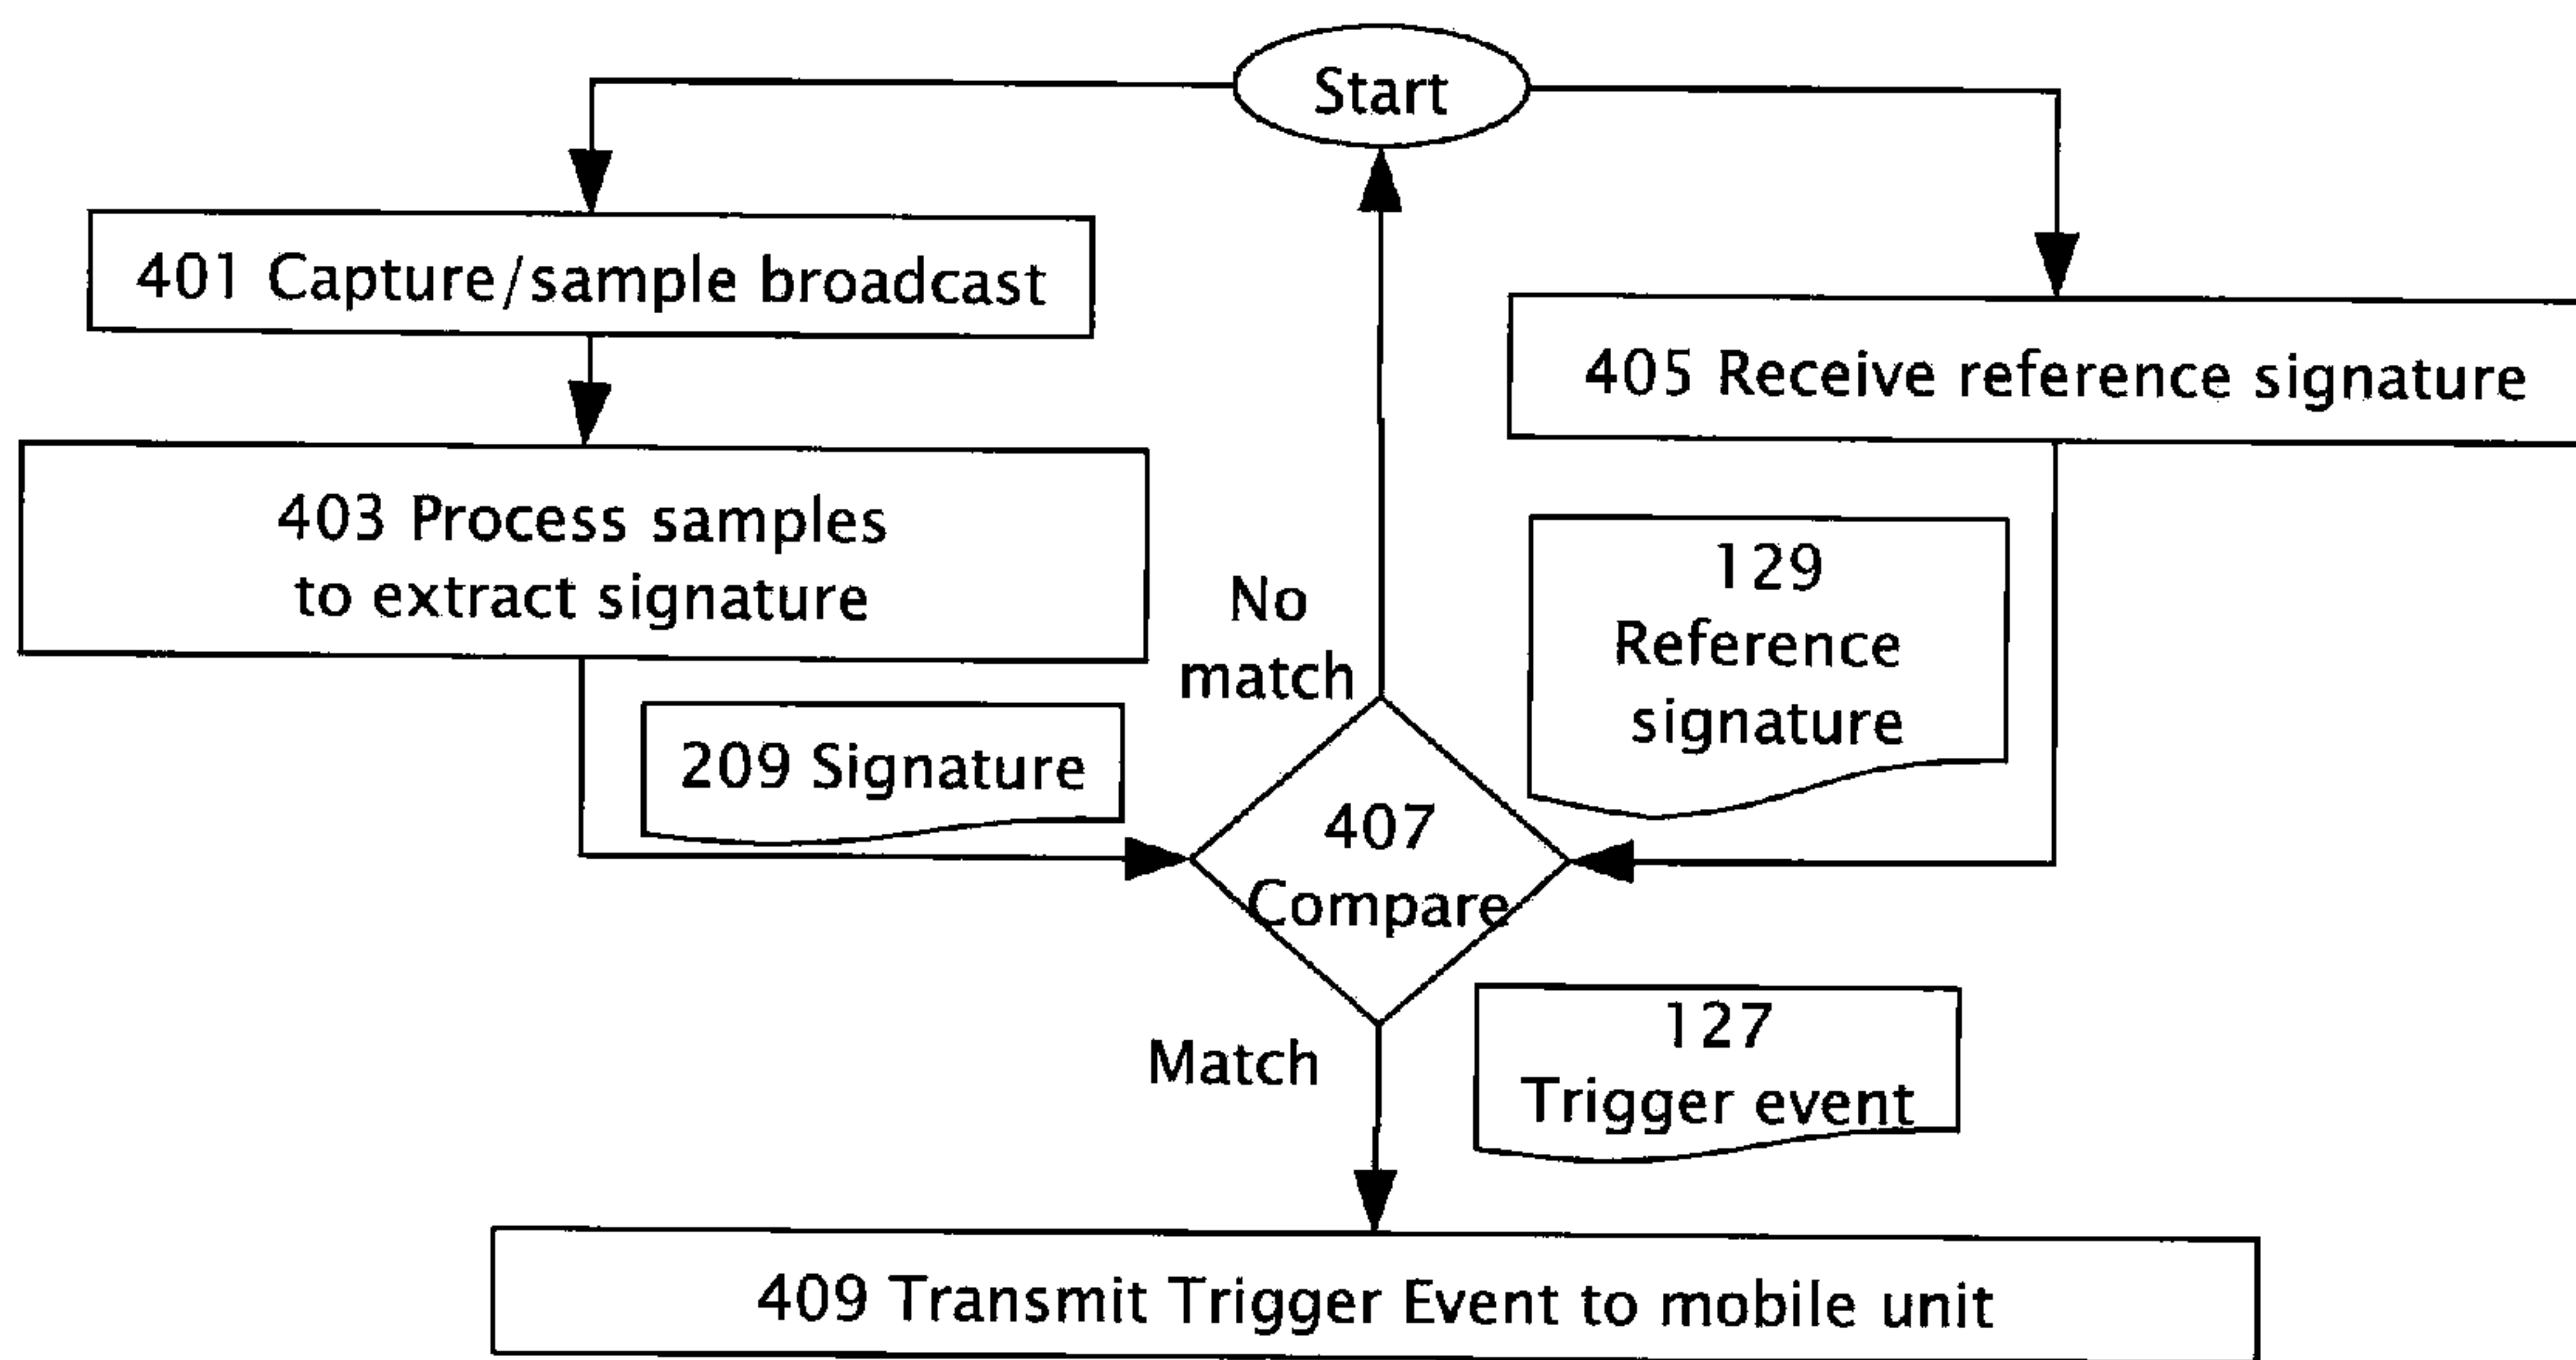 Start
401 Capture/sample broadcast
405 Receive reference signature
403 Process samples
to extract signature
No
match
129
Reference
signature
209 Signature
407
Compare
Match
127
Trigger event
409 Transmit Trigger Event to mobile unit